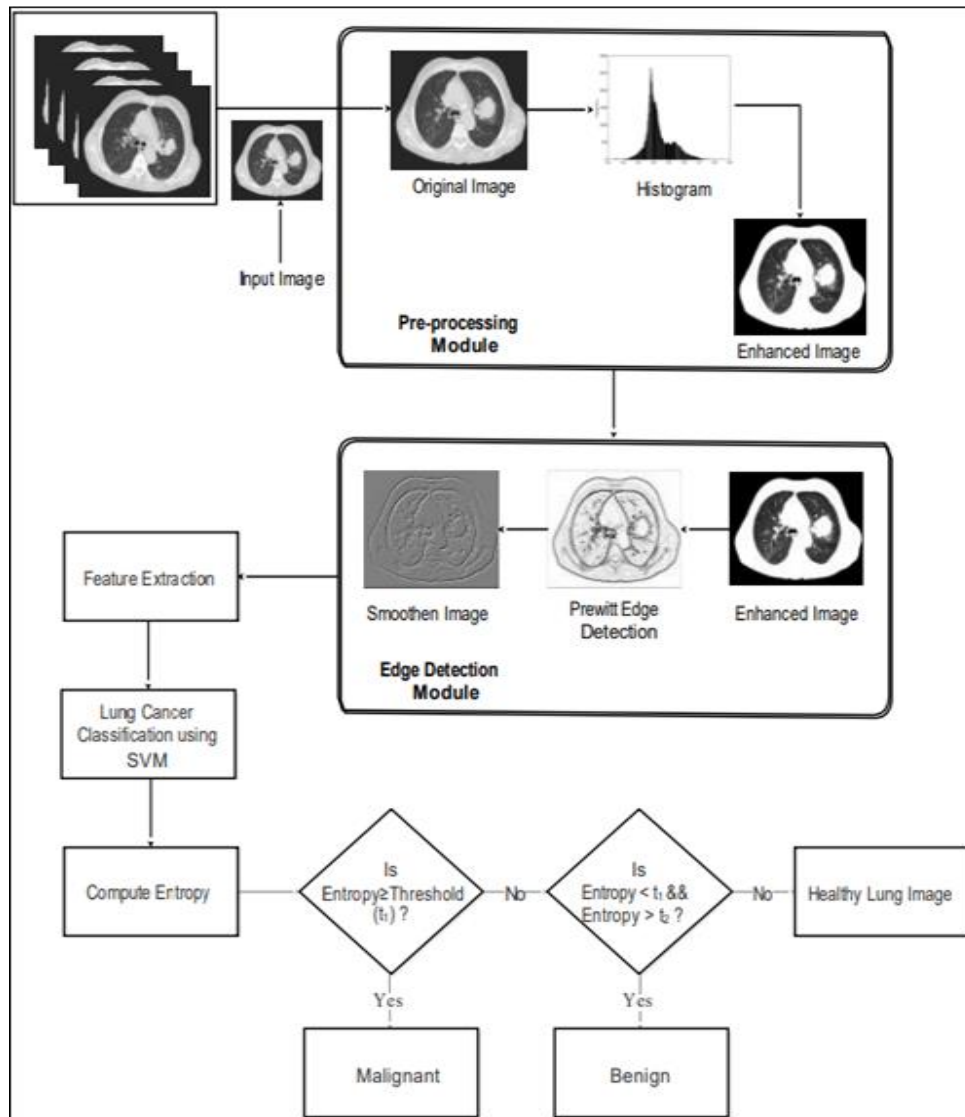 Original Image
Histogram
Input Image
Enhanced Image
Pre-processing
Module
Smoothen Image
Prewitt Edge
Detection
Enhanced Image
Edge Detection
Module
Feature Extraction
Lung Cancer
Classification using
SVM
Compute Entropy
Is
Entropy≥Threshold
(t₁) ?
No
Is
Entropy < t₁ &&
Entropy > t₂ ?
No
Healthy Lung Image
Yes
Yes
Malignant
Benign